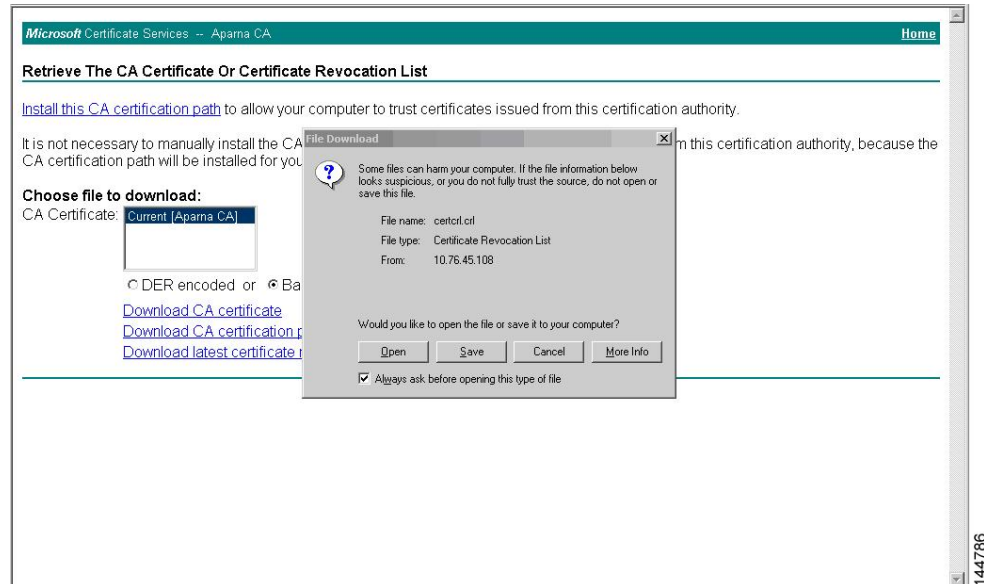 Microsoft Certificate Services -- Aparna CA Home
Retrieve The CA Certificate Or Certificate Revocation List
Install this CA certification path to allow your computer to trust certificates issued from this certification authority.
It is not necessary to manually install the CA
m this certification authority, because the
CA certification path will be installed for you
Choose file to download:
CA Certificate: Current [Aparna CA]
DER encoded or Ba
Download CA certificate
Download CA certification p
Download latest certificate r
File Download
Some files can harm your computer. If the file information below
looks suspicious, or you do not fully trust the source, do not open or
save this file.
File name: certcrl.crl
File type: Certificate Revocation List
From: 10.76.45.108
Would you like to open the file or save it to your computer?
Open Save Cancel More Info
Always ask before opening this type of file
144786